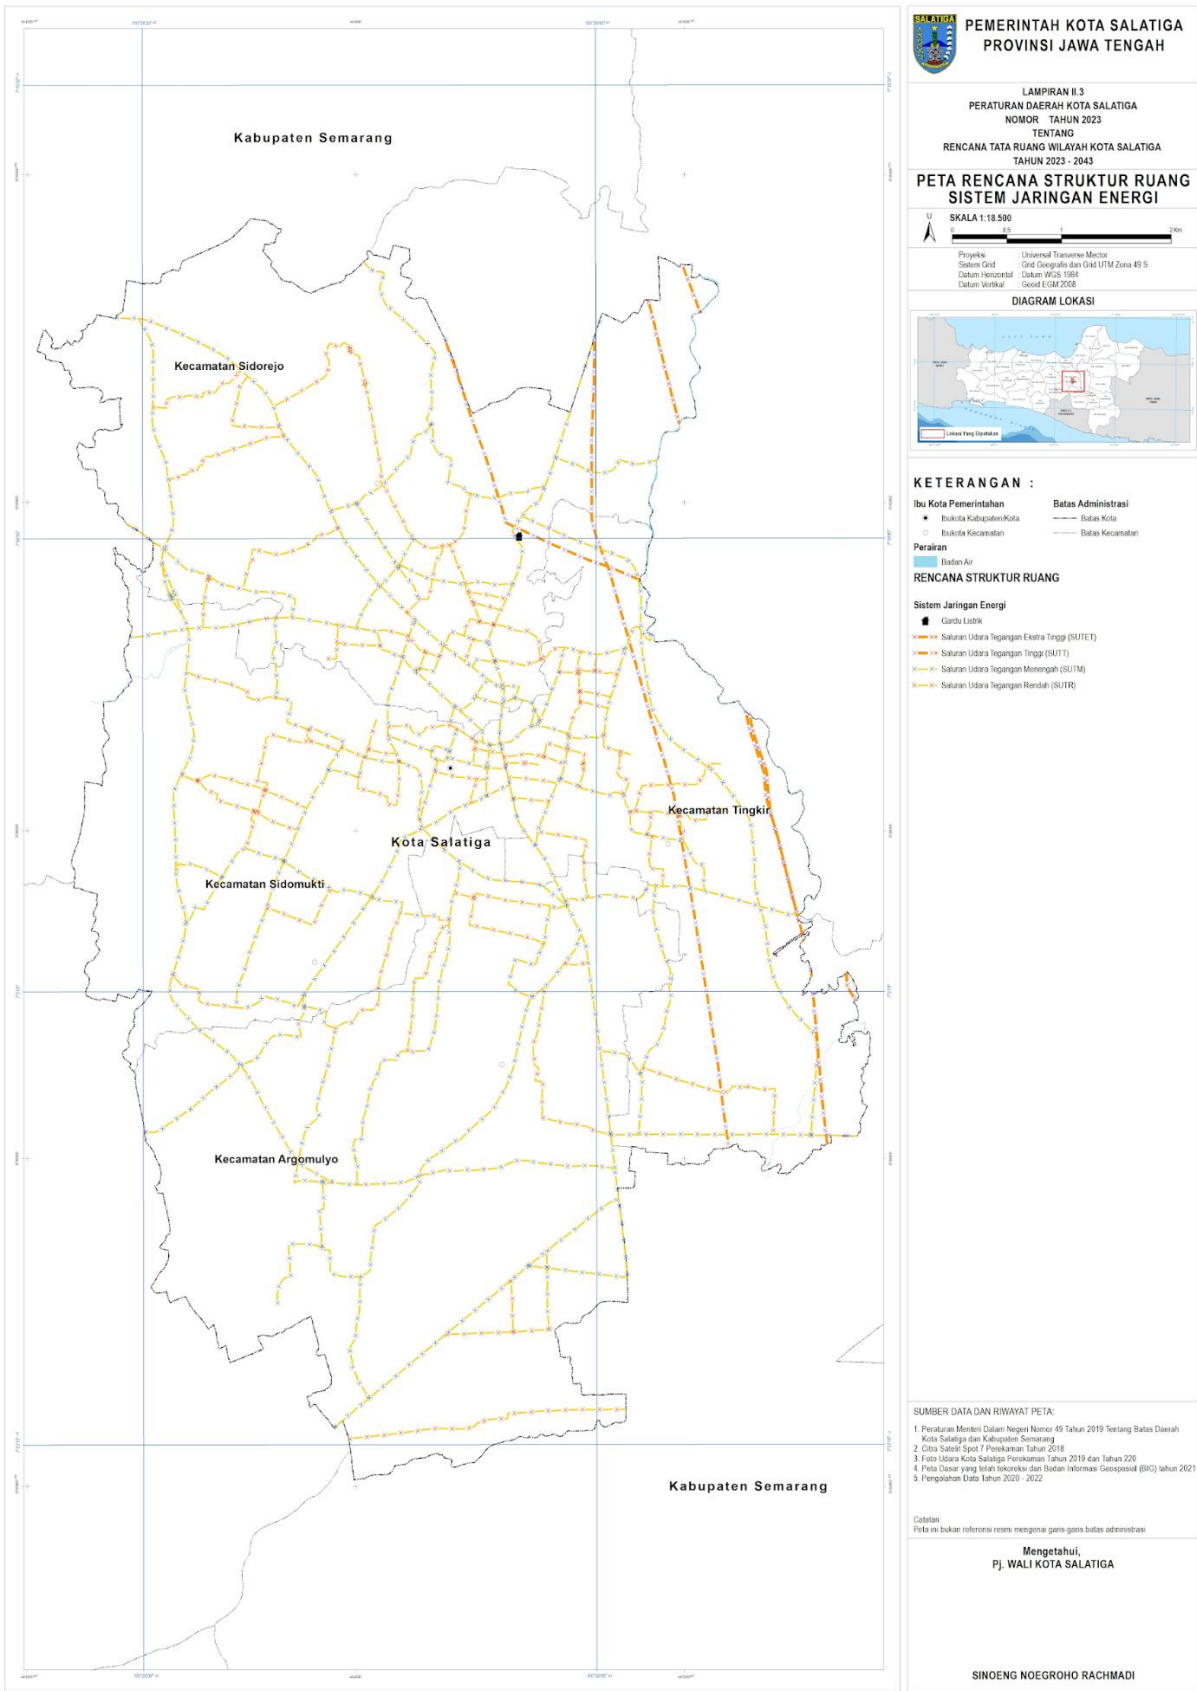 Kabupaten Semarang
Kecamatan Sidorejo
Kecamatan Tingkir
Kota Salatiga
Kecamatan Sidomukti
Kecamatan Argomulyo
Kabupaten Semarang
SALATIGA
PEMERINTAH KOTA SALATIGA
PROVINSI JAWA TENGAH
LAMPIRAN II.3
PERATURAN DAERAH KOTA SALATIGA
NOMOR TAHUN 2023
TENTANG
RENCANA TATA RUANG WILAYAH KOTA SALATIGA
TAHUN 2023 - 2043
PETA RENCANA STRUKTUR RUANG
SISTEM JARINGAN ENERGI
U
SKALA 1:18.500
0 0,5 1 2 Km
Proyeksi : Universal Tranverse Mector
Sistem Grid : Grid Geografis dan Grid UTM Zona 49 S
Datum Horizontal : Datum WGS 1984
Datum Vertikal : Geoid EGM 2008
DIAGRAM LOKASI
Lokasi Yang Dipetakan
KETERANGAN :
Ibu Kota Pemerintahan
Ibukota Kabupaten/Kota
Ibukota Kecamatan
Batas Administrasi
Batas Kota
Batas Kecamatan
Perairan
Badan Air
RENCANA STRUKTUR RUANG
Sistem Jaringan Energi
Gardu Listrik
Saluran Udara Tegangan Ekstra Tinggi (SUTET)
Saluran Udara Tegangan Tinggi (SUTT)
Saluran Udara Tegangan Menengah (SUTM)
Saluran Udara Tegangan Rendah (SUTR)
SUMBER DATA DAN RIWAYAT PETA:
1. Peraturan Menteri Dalam Negeri Nomor 49 Tahun 2019 Tentang Batas Daerah
Kota Salatiga dan Kabupaten Semarang
2. Citra Satelit Spot 7 Perekaman Tahun 2018
3. Foto Udara Kota Salatiga Perekaman Tahun 2019 dan Tahun 220
4. Peta Dasar yang telah tekoreksi dari Badan Informasi Geospasial (BIG) tahun 2021
5. Pengolahan Data Tahun 2020 - 2022
Catatan:
Peta ini bukan referensi resmi mengenai garis-garis batas administrasi
Mengetahui,
Pj. WALI KOTA SALATIGA
SINOENG NOEGROHO RACHMADI